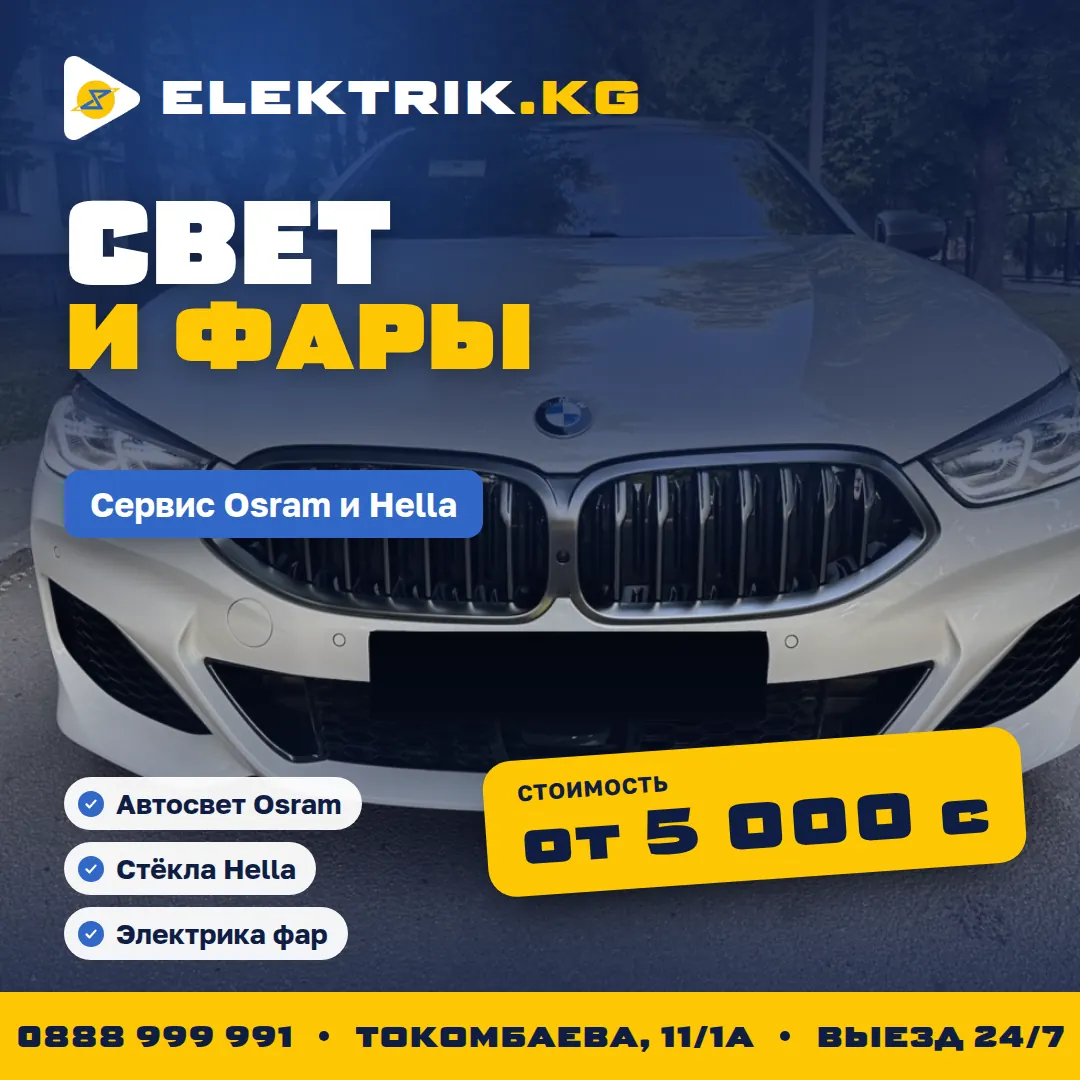 ELEKTRIK.KG
СВЕТ
И ФАРЫ
Сервис Osram и Hella
СТОИМОСТЬ
от 5 000 с
Автосвет Osram
Стёкла Hella
Электрика фар
0888 999 991 • ТОКОМБАЕВА, 11/1А • ВЫЕЗД 24/7